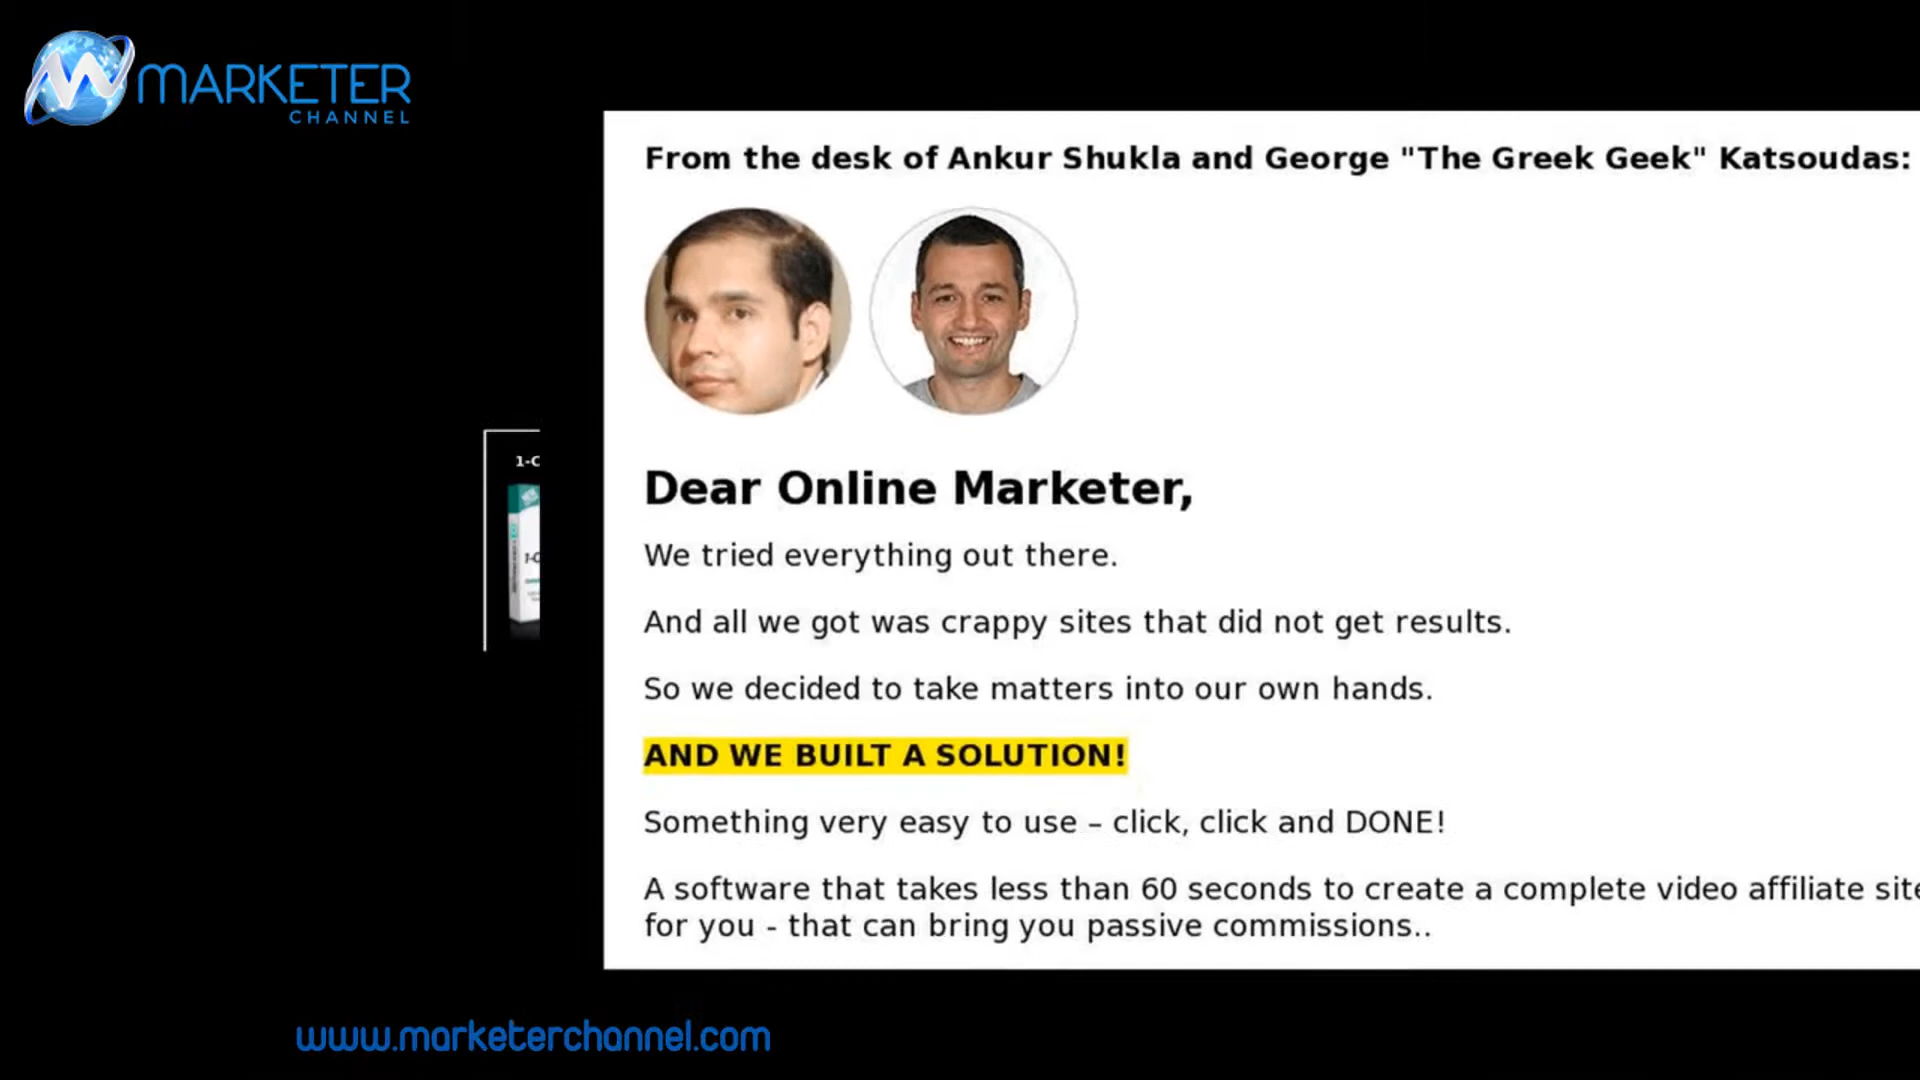 MARKETER
CHANNEL
From the desk of Ankur Shukla and George "The Greek Geek" Katsoudas:
Dear Online Marketer,
We tried everything out there.
And all we got was crappy sites that did not get results.
So we decided to take matters into our own hands.
AND WE BUILT A SOLUTION!
Something very easy to use – click, click and DONE!
A software that takes less than 60 seconds to create a complete video affiliate site
for you - that can bring you passive commissions..
www.marketerchannel.com